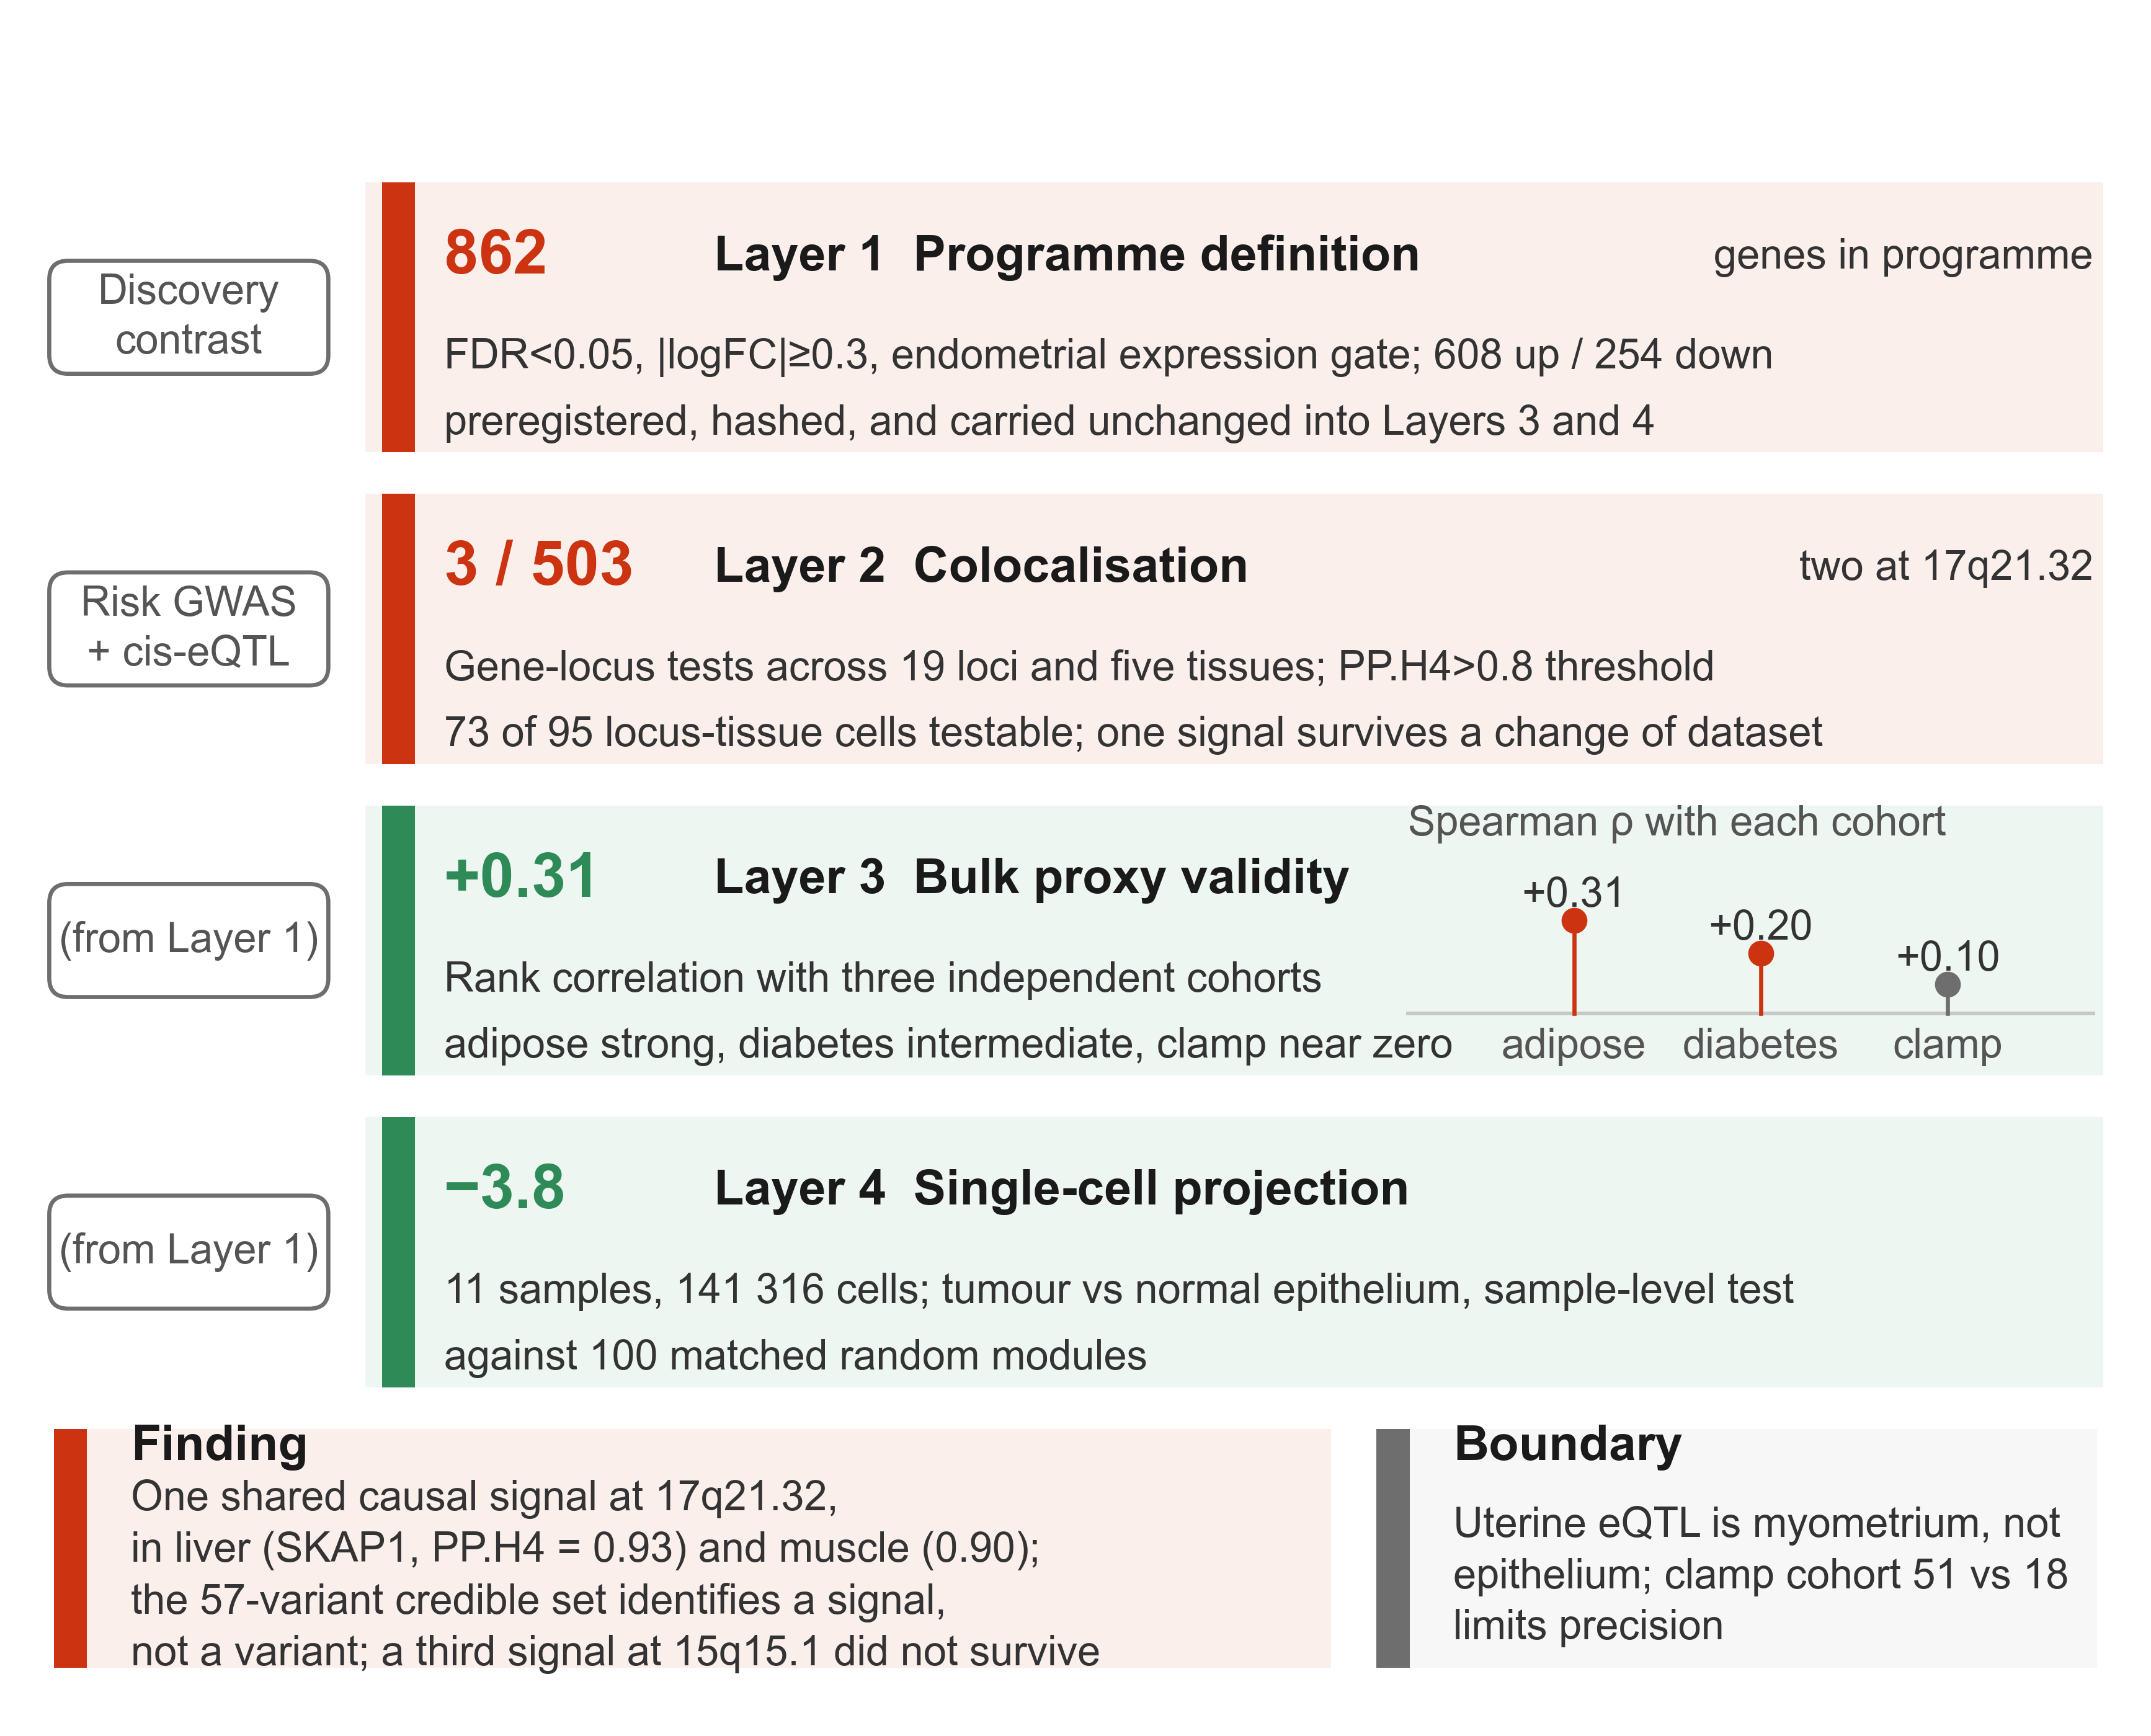 Discovery
contrast
862 Layer 1 Programme definition genes in programme
FDR<0.05, |logFC|≥0.3, endometrial expression gate; 608 up / 254 down
preregistered, hashed, and carried unchanged into Layers 3 and 4
Risk GWAS
+ cis-eQTL
3 / 503 Layer 2 Colocalisation two at 17q21.32
Gene-locus tests across 19 loci and five tissues; PP.H4>0.8 threshold
73 of 95 locus-tissue cells testable; one signal survives a change of dataset
(from Layer 1)
+0.31 Layer 3 Bulk proxy validity
Rank correlation with three independent cohorts
adipose strong, diabetes intermediate, clamp near zero
Spearman ρ with each cohort
+0.31
+0.20
+0.10
adipose diabetes clamp
(from Layer 1)
−3.8 Layer 4 Single-cell projection
11 samples, 141 316 cells; tumour vs normal epithelium, sample-level test
against 100 matched random modules
Finding
One shared causal signal at 17q21.32,
in liver (SKAP1, PP.H4 = 0.93) and muscle (0.90);
the 57-variant credible set identifies a signal,
not a variant; a third signal at 15q15.1 did not survive
Boundary
Uterine eQTL is myometrium, not
epithelium; clamp cohort 51 vs 18
limits precision